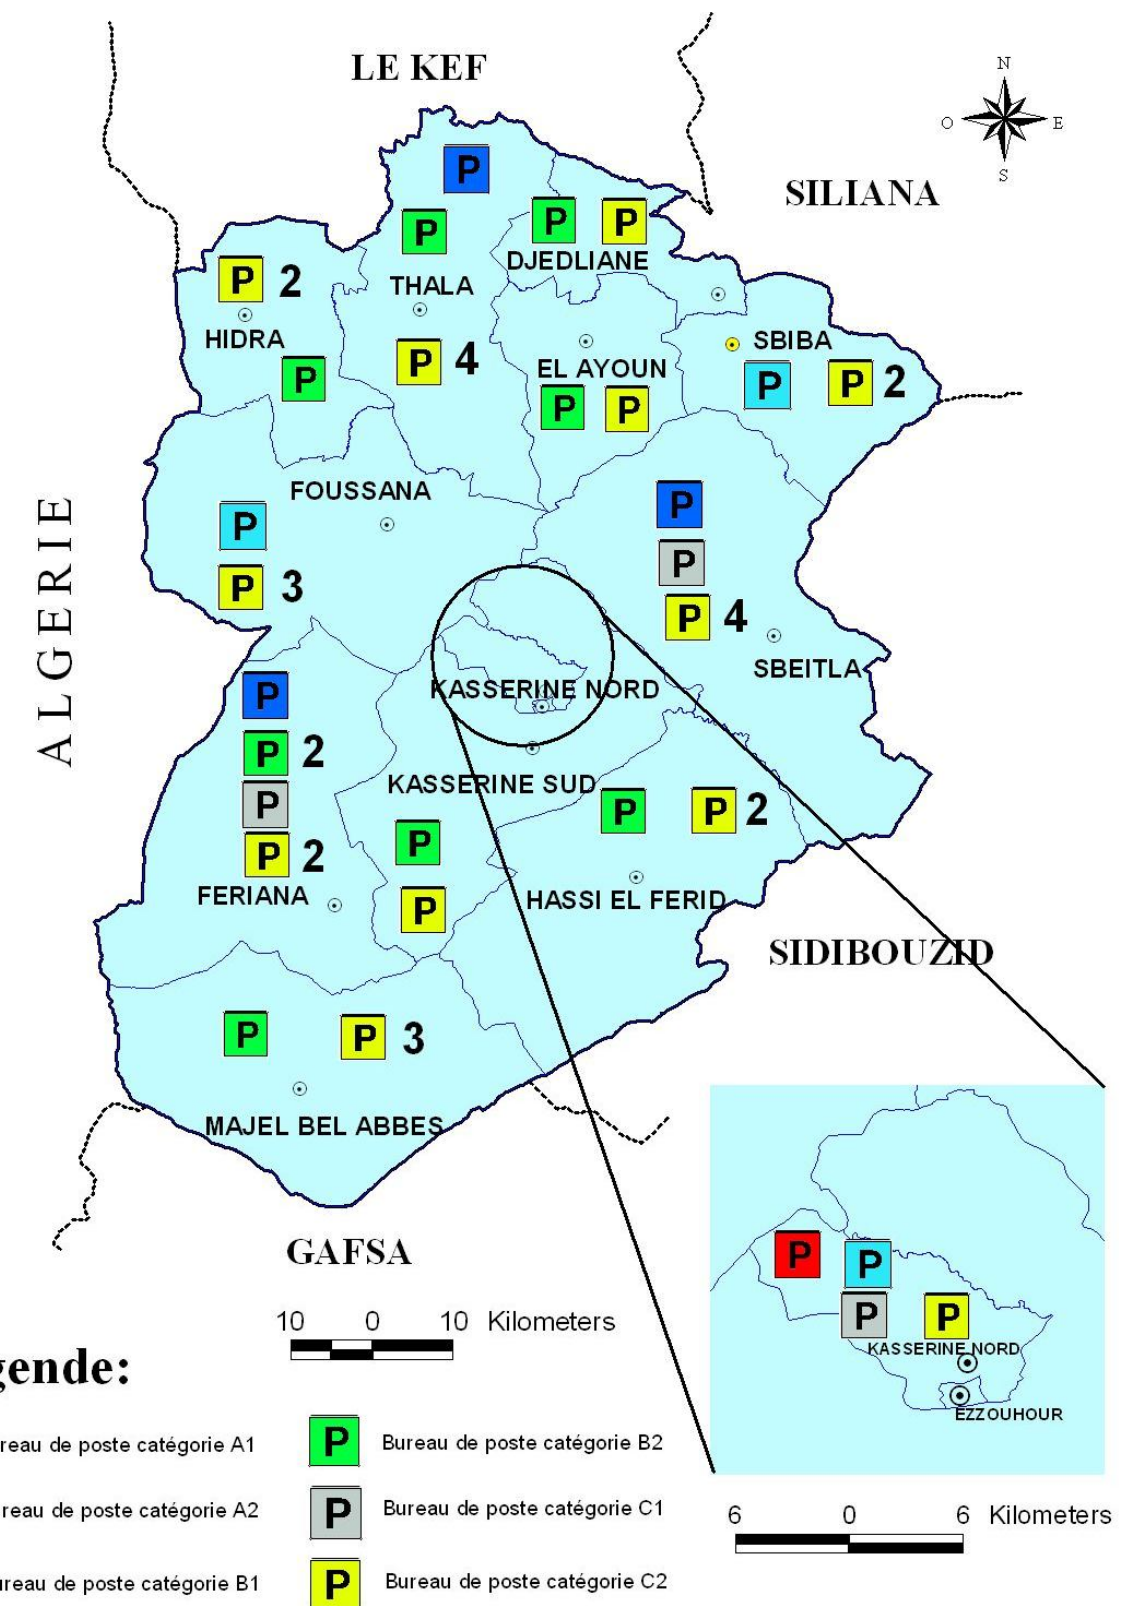 LE KEF
N
O
E
S
SILIANA
P
P
P
P
DJEDLIANE
P 2
THALA
HIDRA
SBIBA
P 4
EL AYOUN
P
P
P 2
P
P
FOUSSANA
P
P
P
P 3
P 4
SBEITLA
ALGERIE
KASSERINE NORD
P
P 2
KASSERINE SUD
P
P
P 2
P
P 2
FERIANA
HASSI EL FERID
P
SIDIBOUZID
P
P 3
MAJEL BEL ABBES
GAFSA
P
P
P
P
KASSERINE NORD
EZZOUHOUR
10 0 10 Kilometers
gende:
reau de poste catégorie A1
P Bureau de poste catégorie B2
reau de poste catégorie A2
P Bureau de poste catégorie C1
ureau de poste catégorie B1
P Bureau de poste catégorie C2
6 0 6 Kilometers